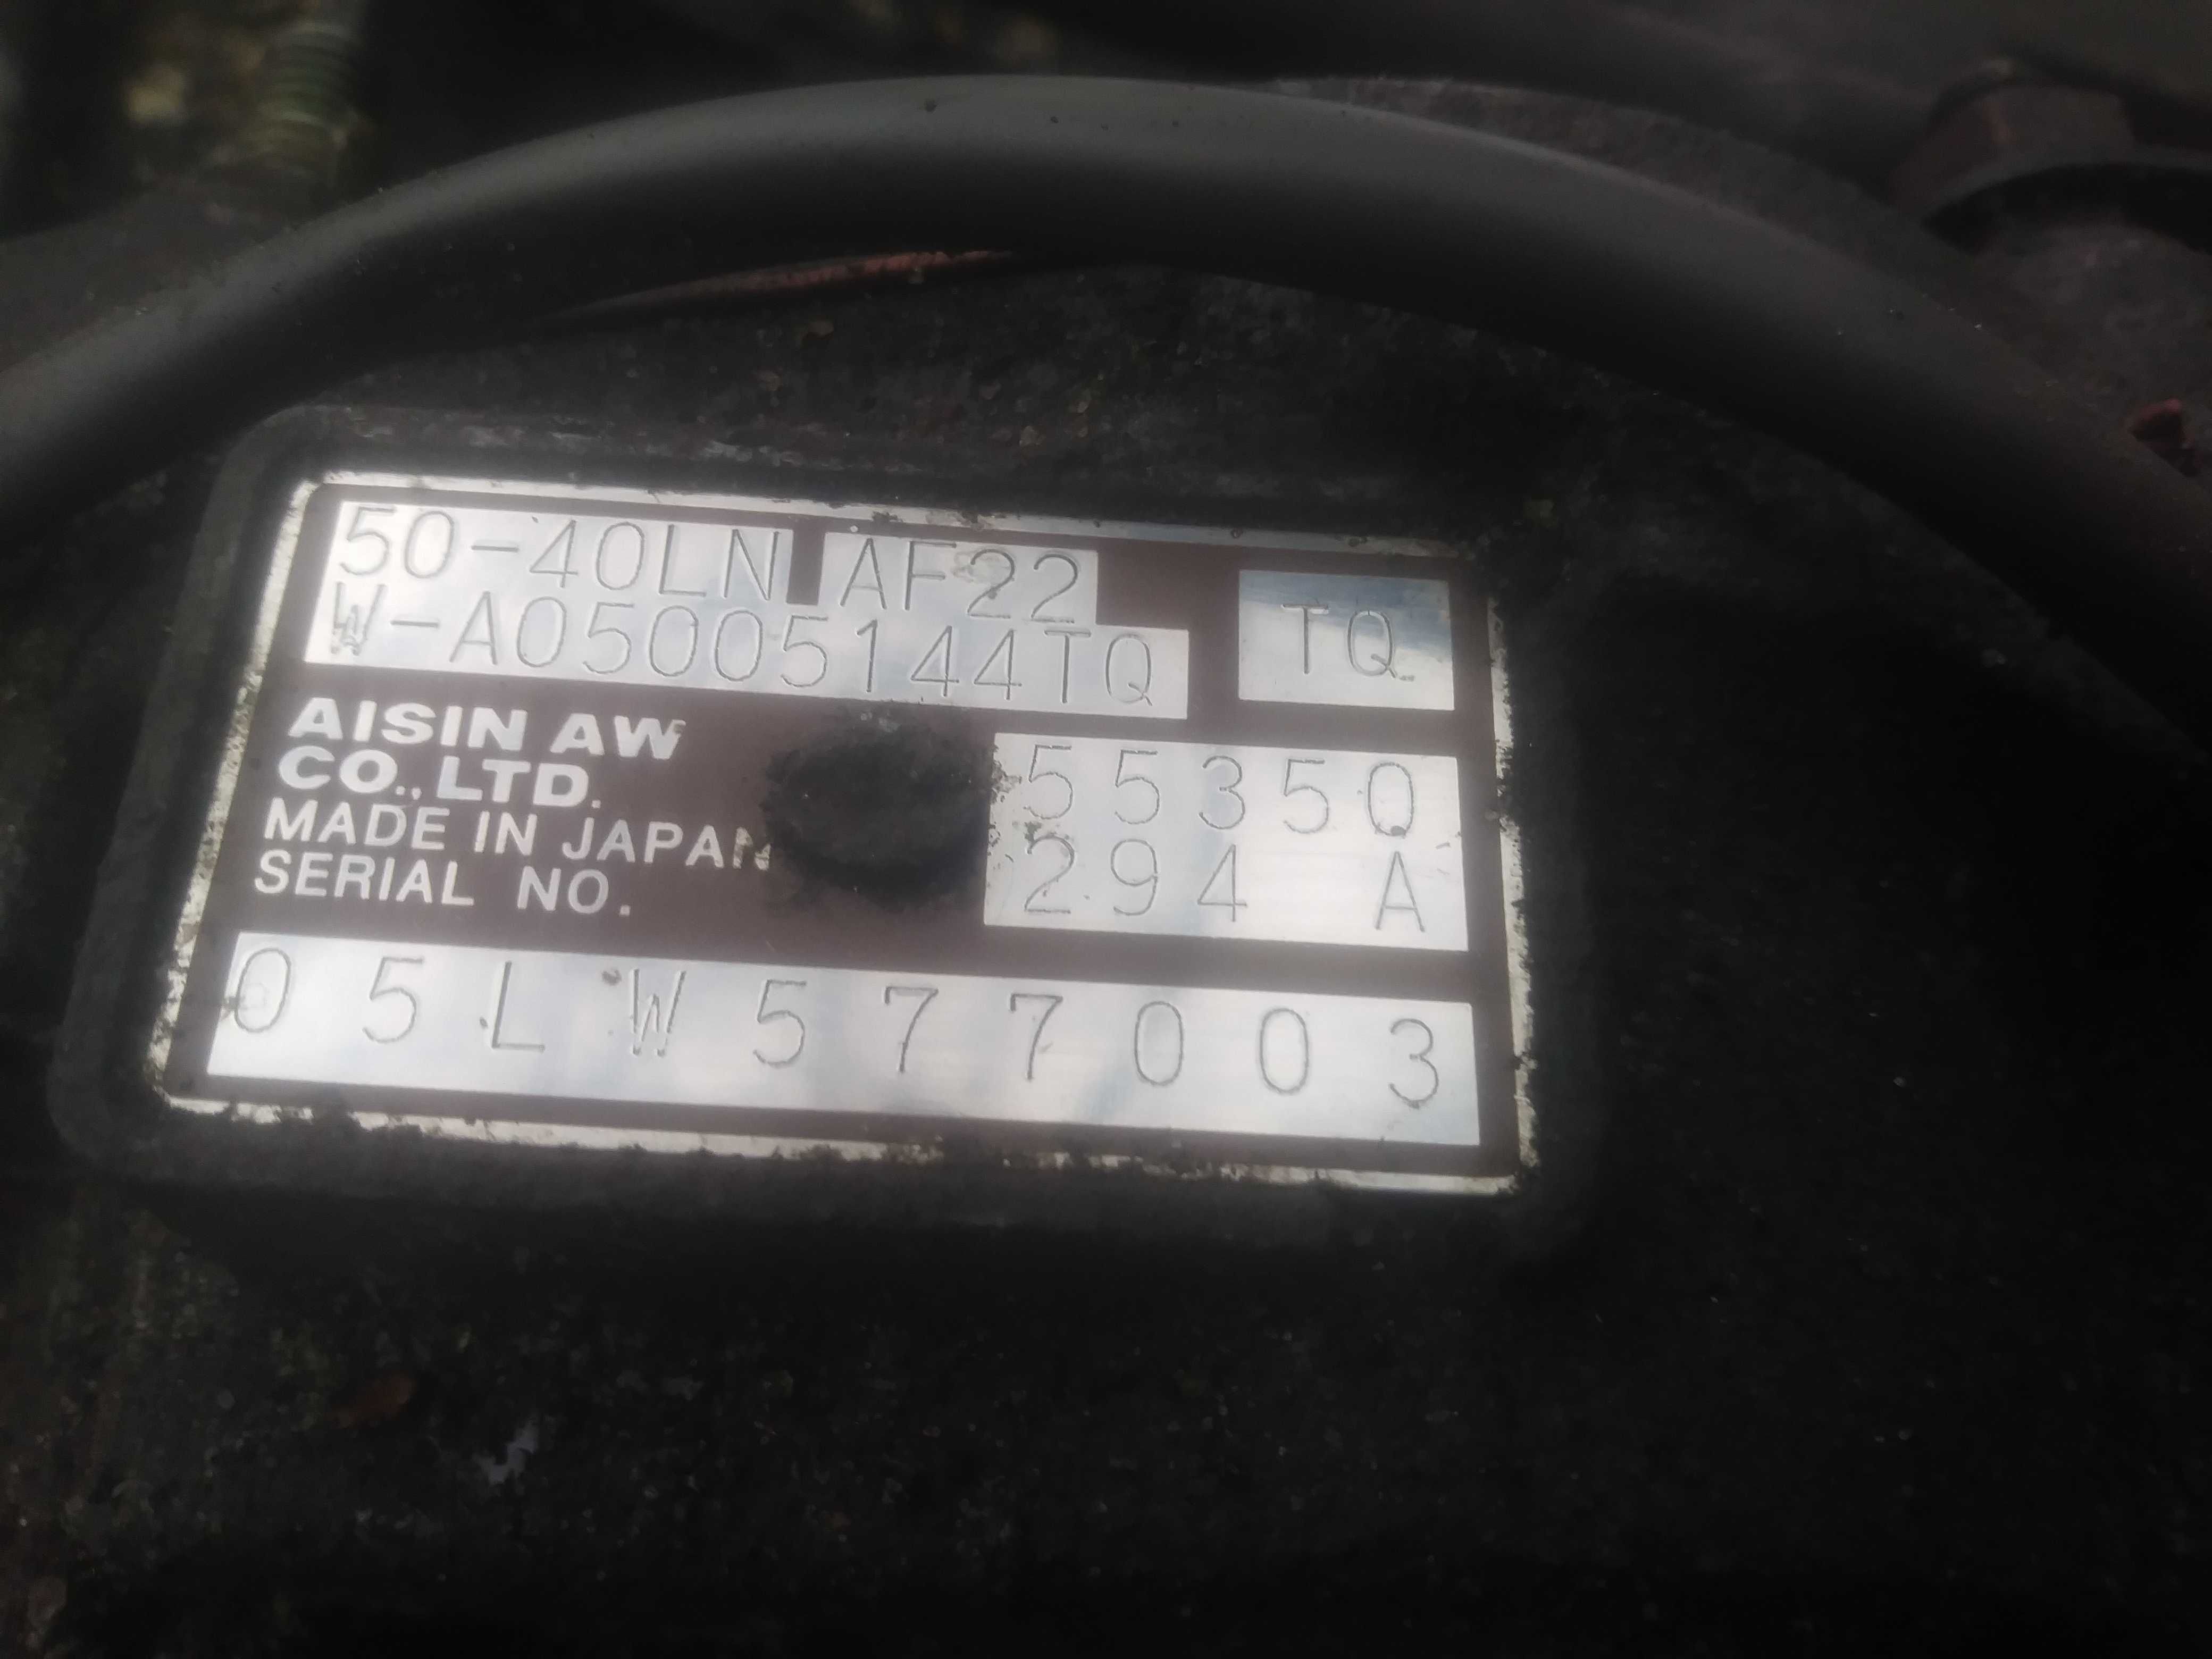 50-40LN AF22
W-A05005144TQ
TQ
AISIN AW
CO., LTD.
MADE IN JAPAN
SERIAL NO.
55350
294 A
05LW577003